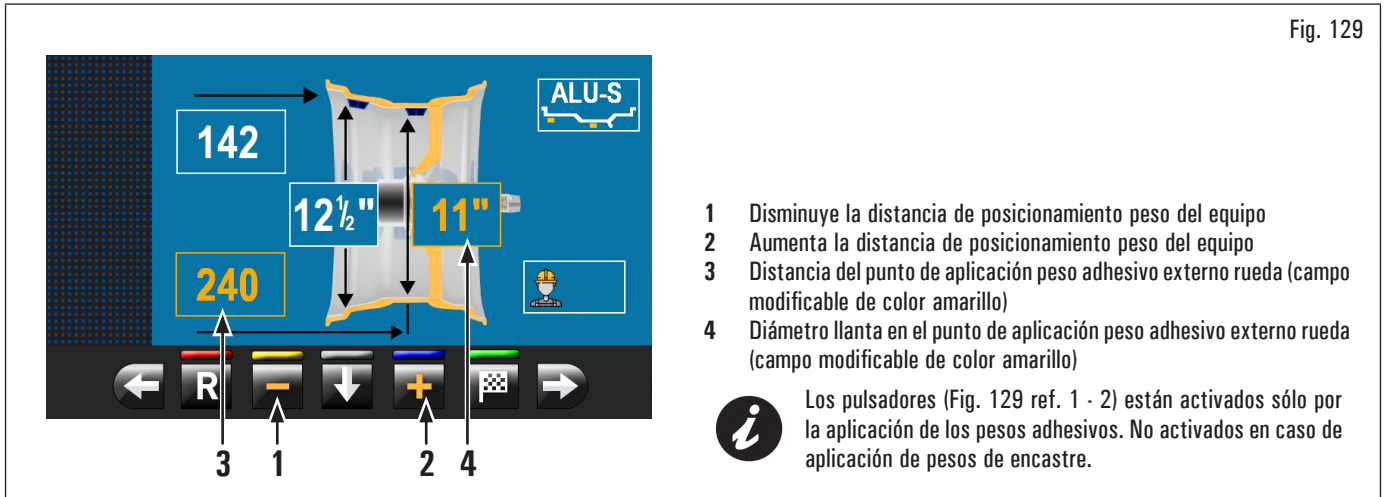 Fig. 129
142
ALU-S
12½"
11"
240
R
-
+
3
1
2
4
1 Disminuye la distancia de posicionamiento peso del equipo
2 Aumenta la distancia de posicionamiento peso del equipo
3 Distancia del punto de aplicación peso adhesivo externo rueda (campo
modificable de color amarillo)
4 Diámetro llanta en el punto de aplicación peso adhesivo externo rueda
(campo modificable de color amarillo)
i
Los pulsadores (Fig. 129 ref. 1 - 2) están activados sólo por
la aplicación de los pesos adhesivos. No activados en caso de
aplicación de pesos de encastre.